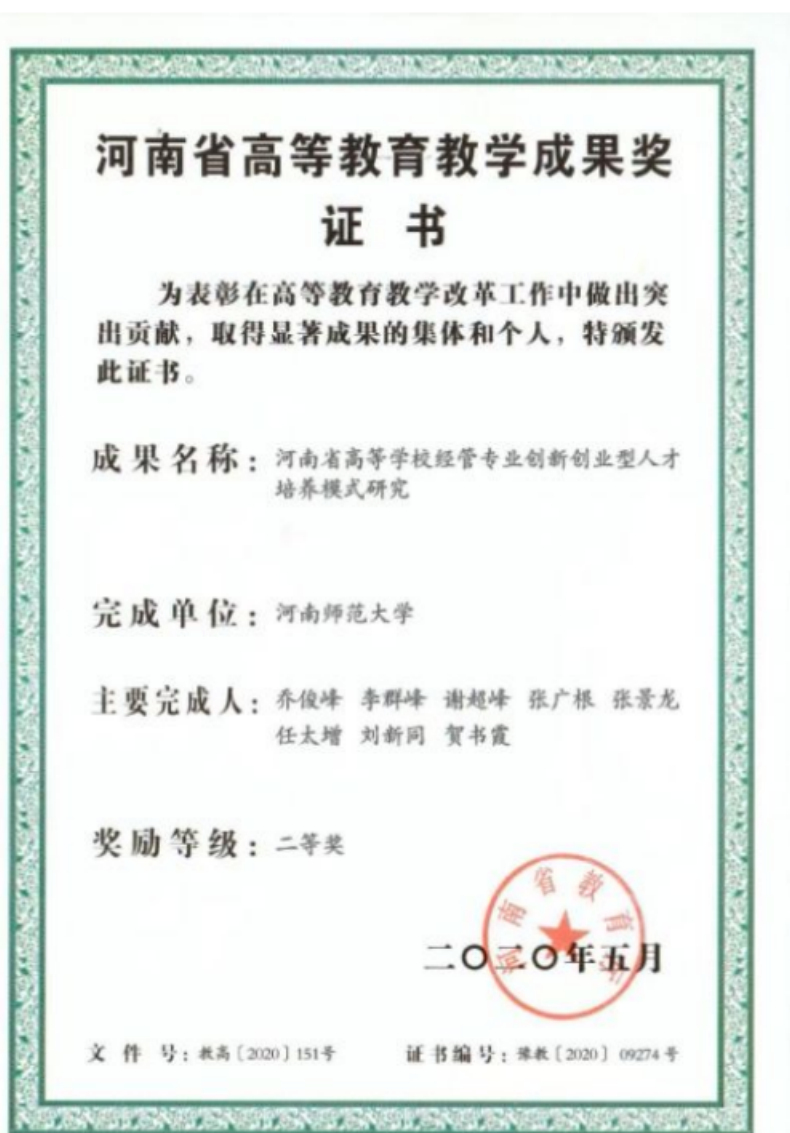 河南省高等教育教学成果奖
证 书
为表彰在高等教育教学改革工作中做出突
出贡献，取得显著成果的集体和个人，特颁发
此证书。
成果名称：河南省高等学校经管专业创新创业型人才
培养模式研究
完成单位：河南师范大学
主要完成人：乔俊峰 李群峰 谢超峰 张广根 张景龙
任太增 刘新同 贺书霞
奖励等级：二等奖
河南省教育厅
二〇二〇年五月
文 件 号：教高〔2020〕151号 证书编号：豫教〔2020〕09274号